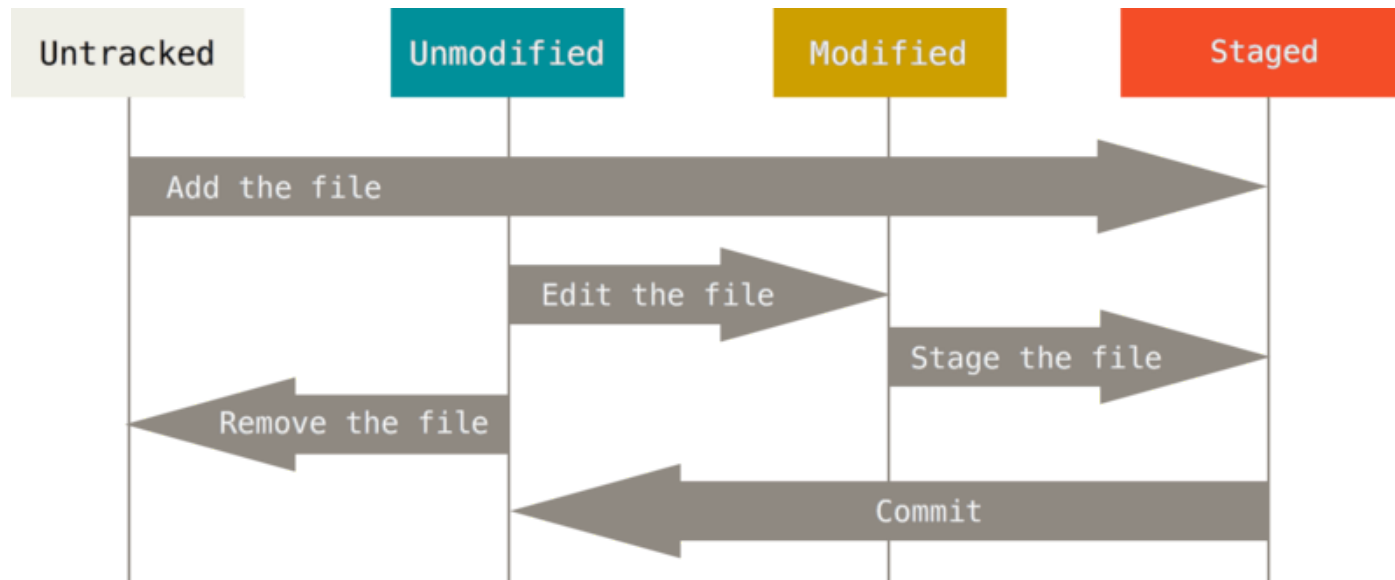 Untracked
Unmodified
Modified
Staged
Add the file
Edit the file
Stage the file
Remove the file
Commit